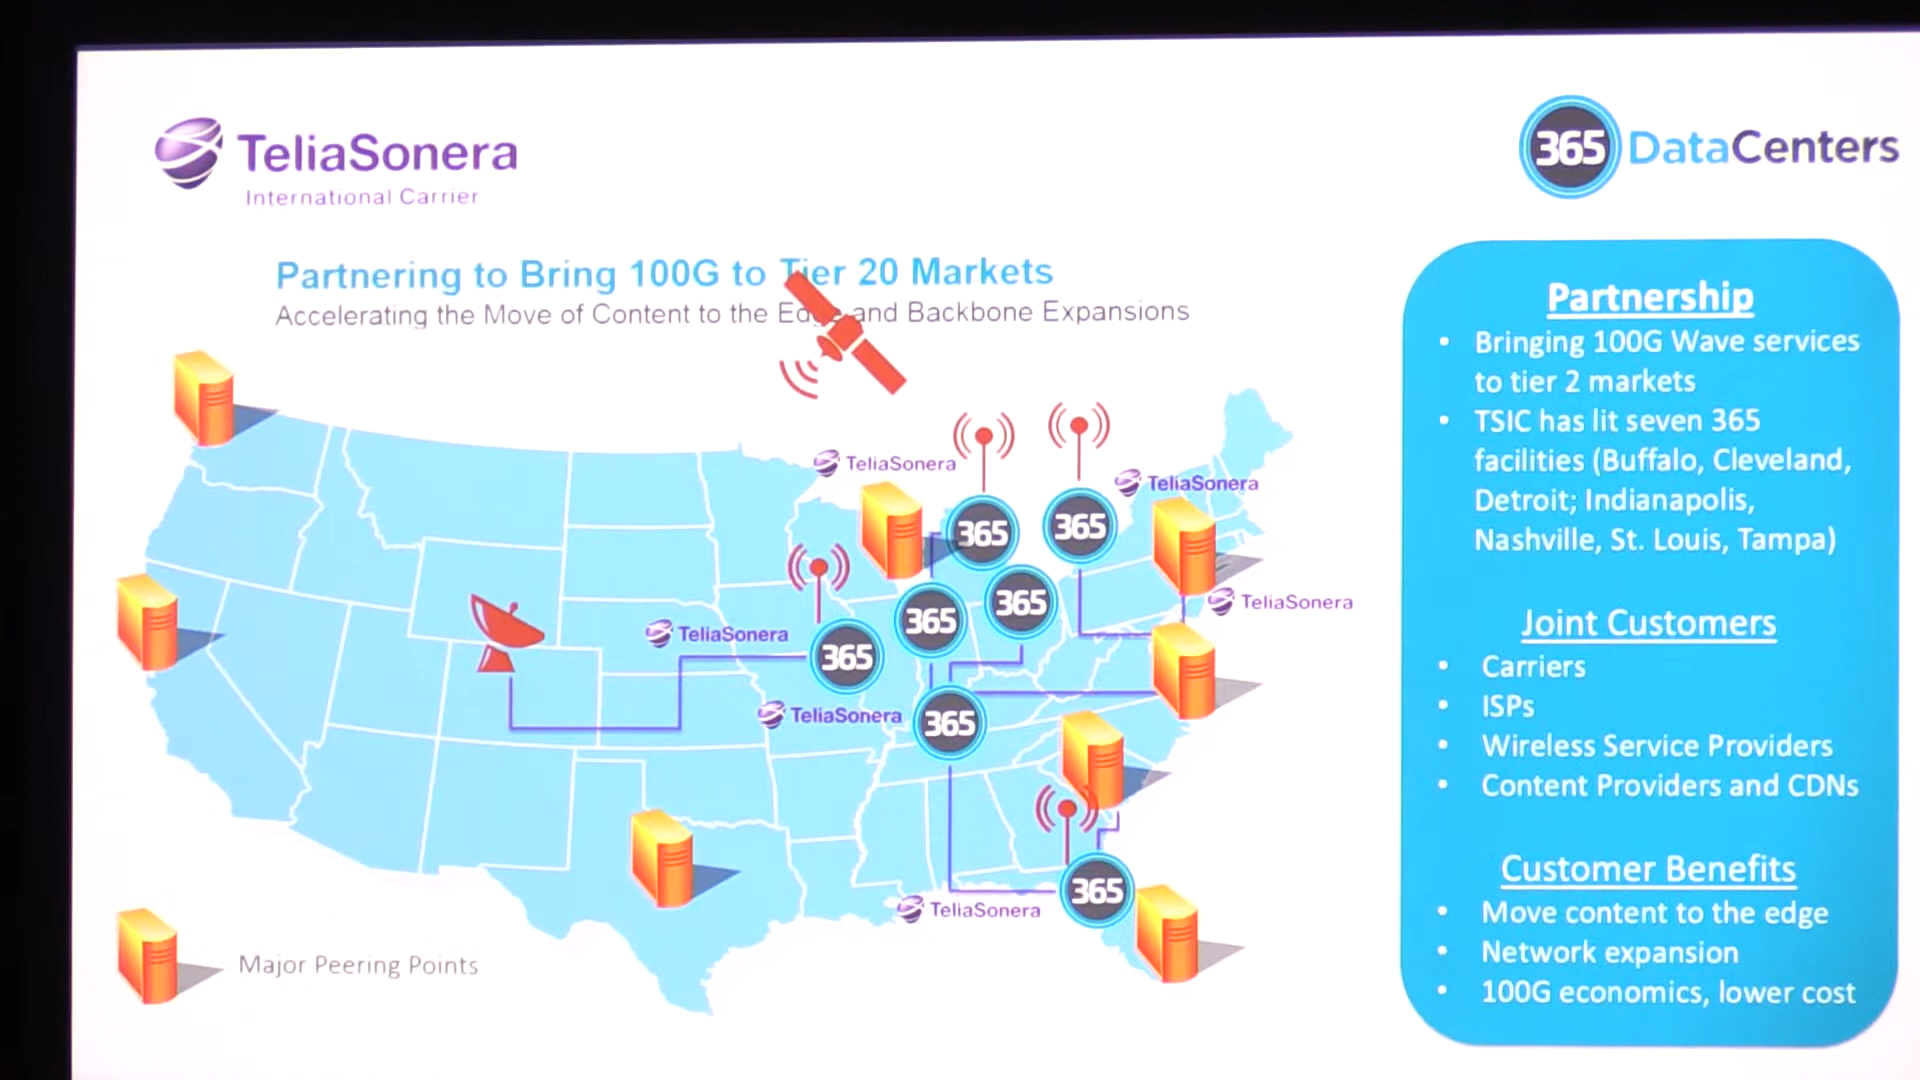 TeliaSonera
International Carrier
365 DataCenters
Partnering to Bring 100G to Tier 20 Markets
Accelerating the Move of Content to the Edge and Backbone Expansions
TeliaSonera
TeliaSonera
365
365
365
365
TeliaSonera
TeliaSonera
365
TeliaSonera
365
365
TeliaSonera
Major Peering Points
Partnership
• Bringing 100G Wave services
to tier 2 markets
• TSIC has lit seven 365
facilities (Buffalo, Cleveland,
Detroit; Indianapolis,
Nashville, St. Louis, Tampa)
Joint Customers
• Carriers
• ISPs
• Wireless Service Providers
• Content Providers and CDNs
Customer Benefits
• Move content to the edge
• Network expansion
• 100G economics, lower cost